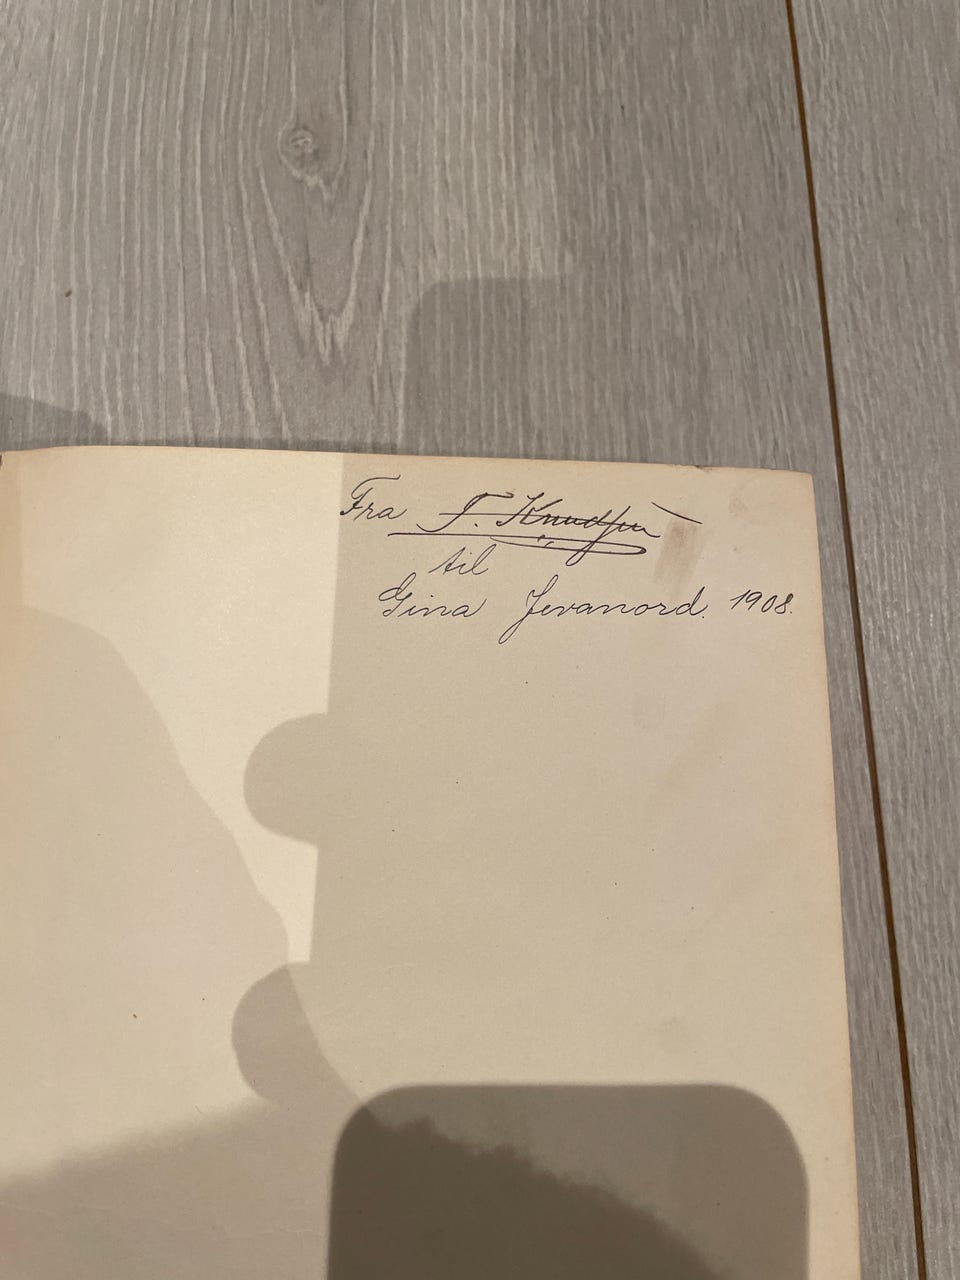 Fra T. Knudsen
til
Gina Jevanord. 1908.